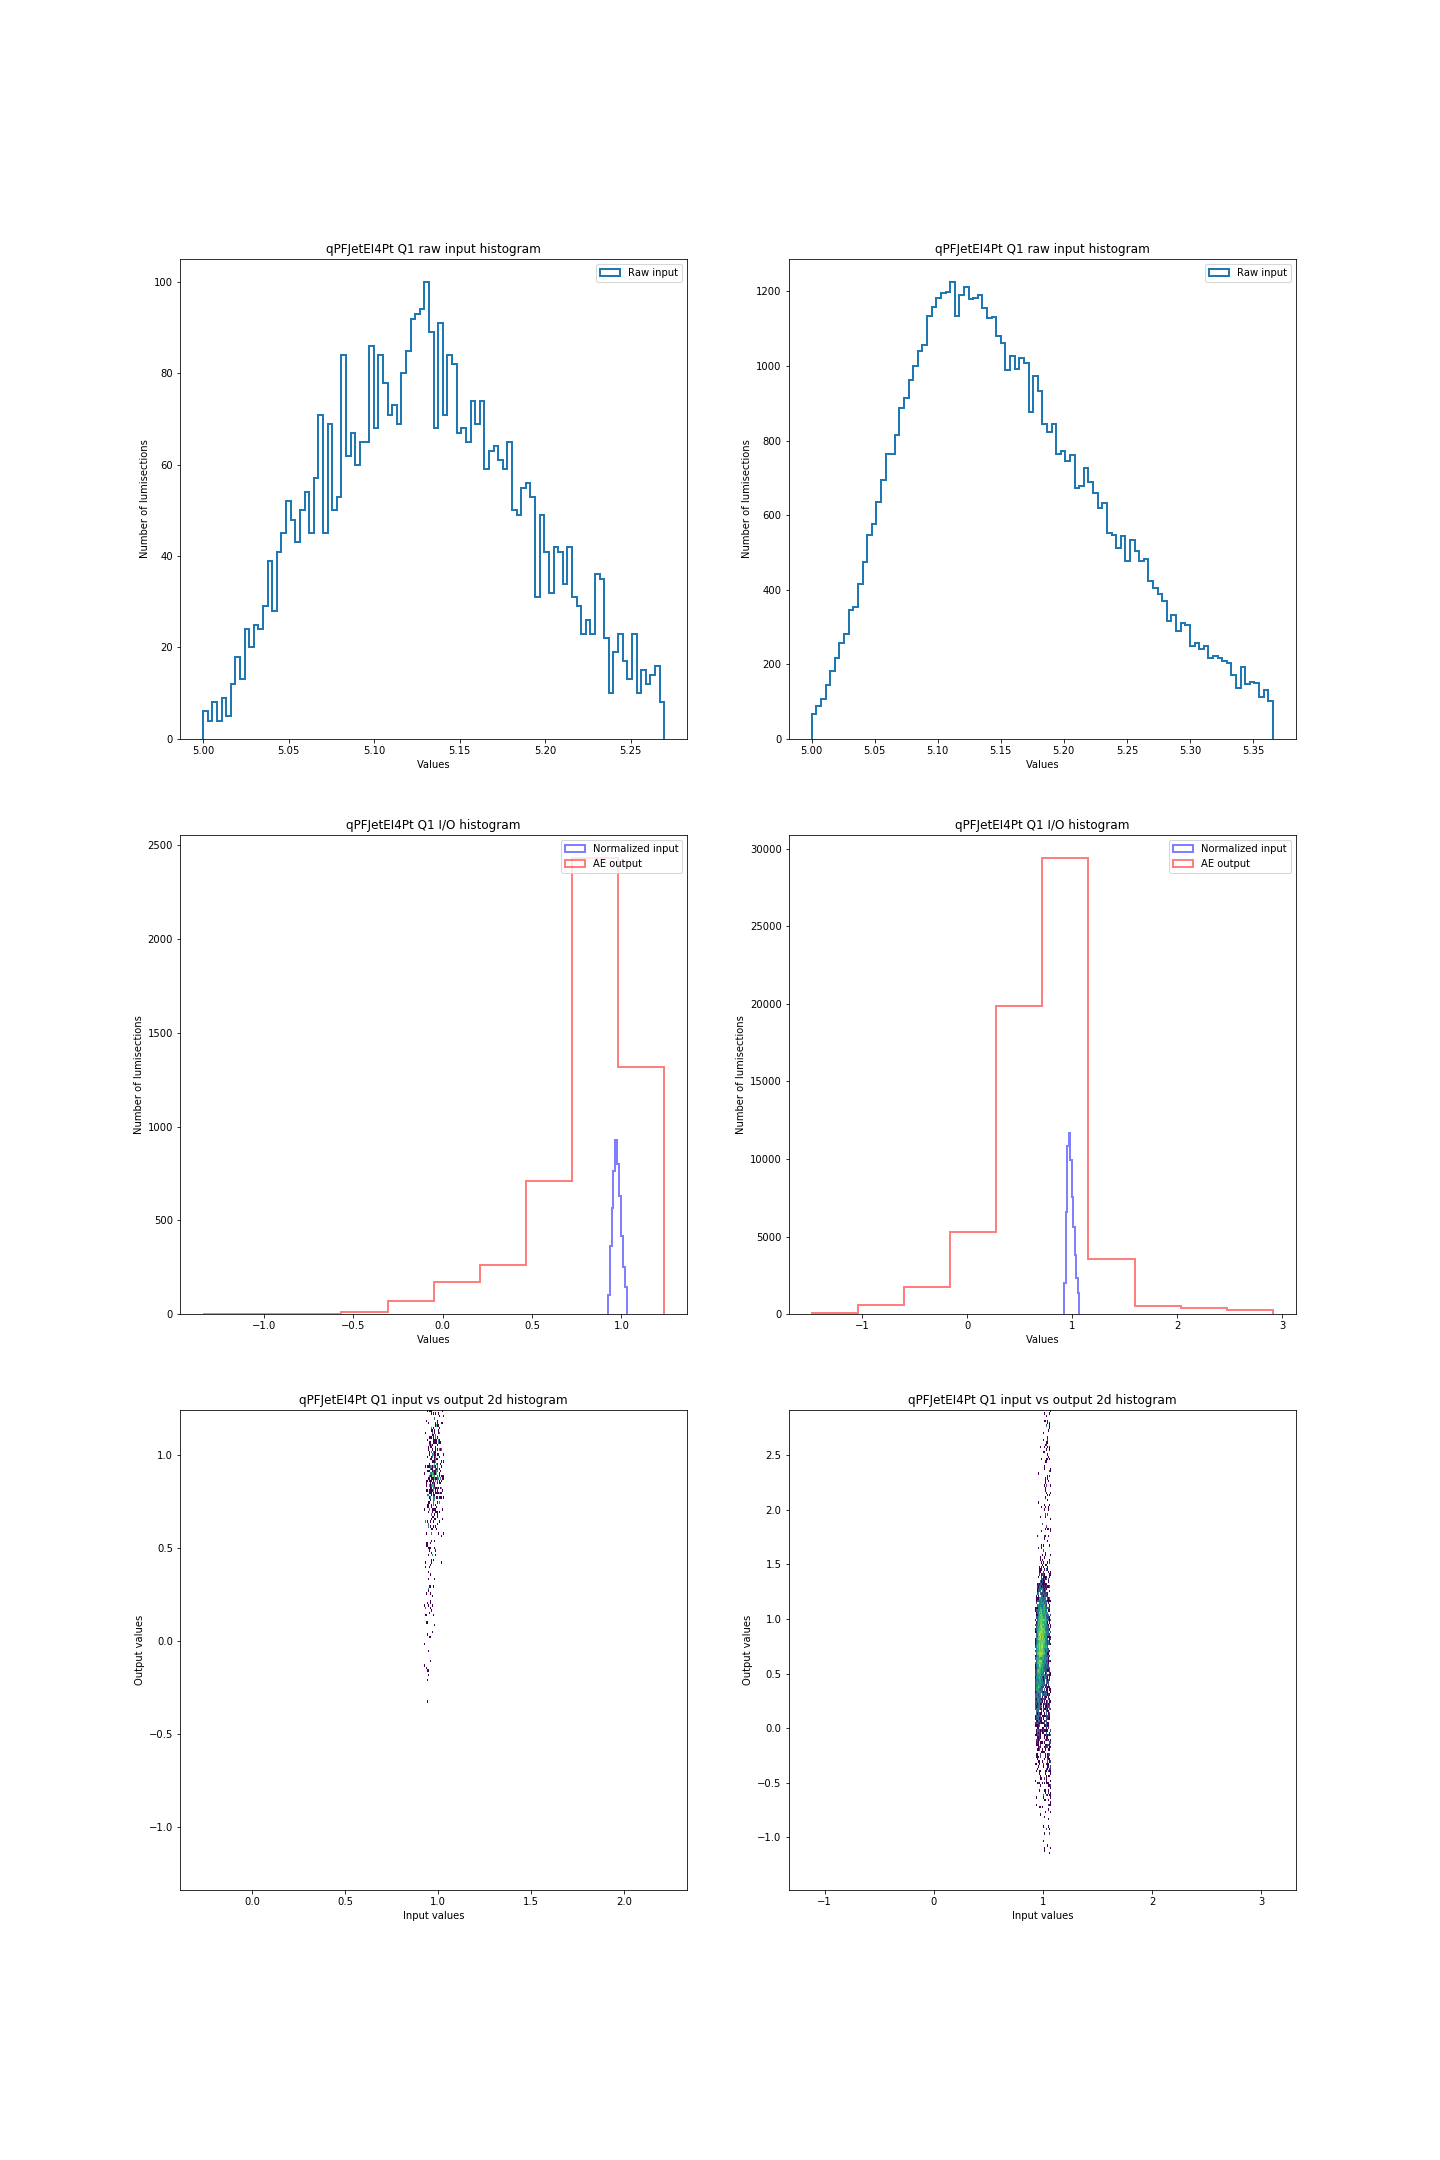 qPFJetEI4Pt Q1 raw input histogram
Raw input
100
80
60
40
20
0
Number of lumisections
5.00 5.05 5.10 5.15 5.20 5.25
Values
qPFJetEI4Pt Q1 raw input histogram
Raw input
1200
1000
800
600
400
200
0
Number of lumisections
5.00 5.05 5.10 5.15 5.20 5.25 5.30 5.35
Values
qPFJetEI4Pt Q1 I/O histogram
Normalized input
AE output
2500
2000
1500
1000
500
0
Number of lumisections
−1.0 −0.5 0.0 0.5 1.0
Values
qPFJetEI4Pt Q1 I/O histogram
Normalized input
AE output
30000
25000
20000
15000
10000
5000
0
Number of lumisections
−1 0 1 2 3
Values
qPFJetEI4Pt Q1 input vs output 2d histogram
1.0
0.5
0.0
−0.5
−1.0
Output values
0.0 0.5 1.0 1.5 2.0
Input values
qPFJetEI4Pt Q1 input vs output 2d histogram
2.5
2.0
1.5
1.0
0.5
0.0
−0.5
−1.0
Output values
−1 0 1 2 3
Input values